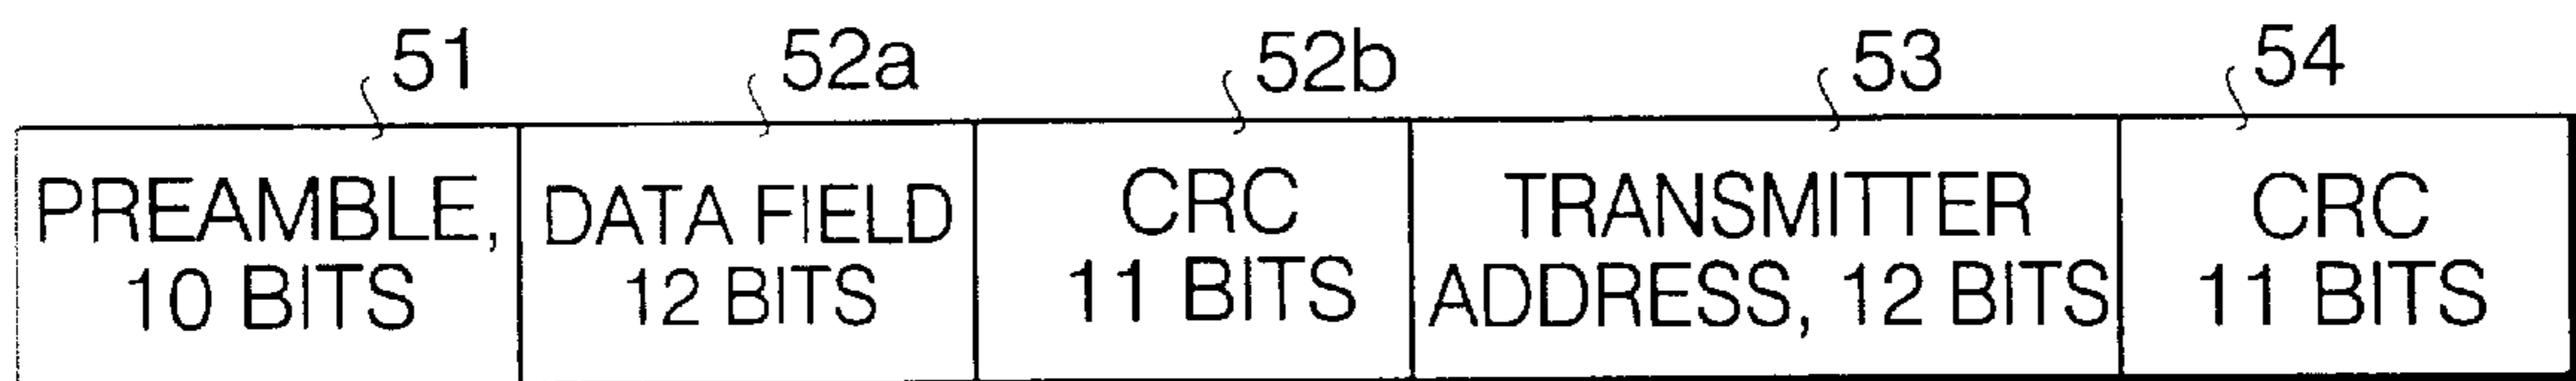 51 52a 52b 53 54
PREAMBLE, DATA FIELD CRC TRANSMITTER CRC
10 BITS 12 BITS 11 BITS ADDRESS, 12 BITS 11 BITS